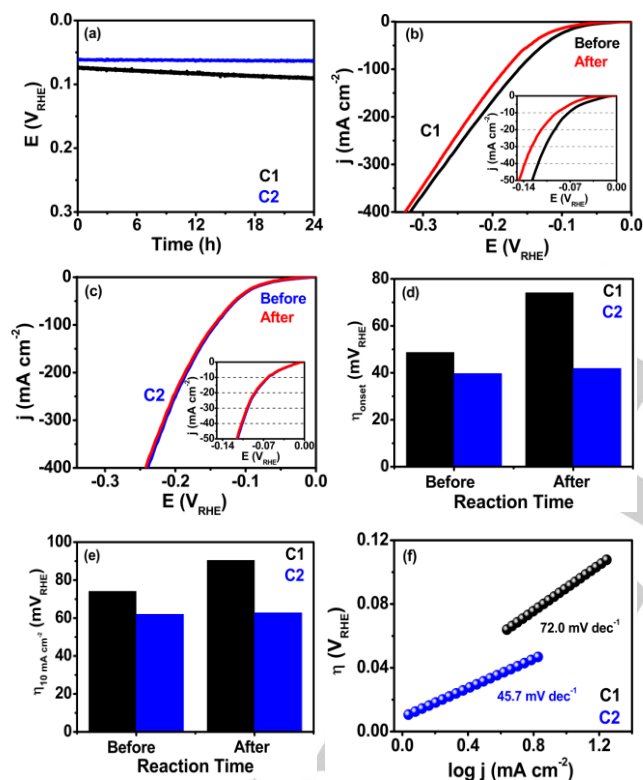 (a)
0.0
0.1
0.2
0.3
E (V_RHE)
C1
C2
0 6 12 18 24
Time (h)
(b)
0
-100
-200
-300
-400
j (mA cm⁻²)
Before
After
C1
0
-10
-20
-30
-40
-50
j (mA cm⁻²)
-0.14 -0.07 0.00
E (V_RHE)
-0.3 -0.2 -0.1 0.0
E (V_RHE)
(c)
0
-100
-200
-300
-400
j (mA cm⁻²)
Before
After
C2
0
-10
-20
-30
-40
-50
j (mA cm⁻²)
-0.14 -0.07 0.00
E (V_RHE)
-0.3 -0.2 -0.1 0.0
E (V_RHE)
(d)
80
60
40
20
0
η_onset (mV_RHE)
C1
C2
Before After
Reaction Time
(e)
100
90
80
70
60
50
40
30
20
10
0
η_10 mA cm⁻² (mV_RHE)
C1
C2
Before After
Reaction Time
(f)
0.12
0.08
0.04
0.00
η (V_RHE)
72.0 mV dec⁻¹
45.7 mV dec⁻¹
C1
C2
0.0 0.4 0.8 1.2
log j (mA cm⁻²)